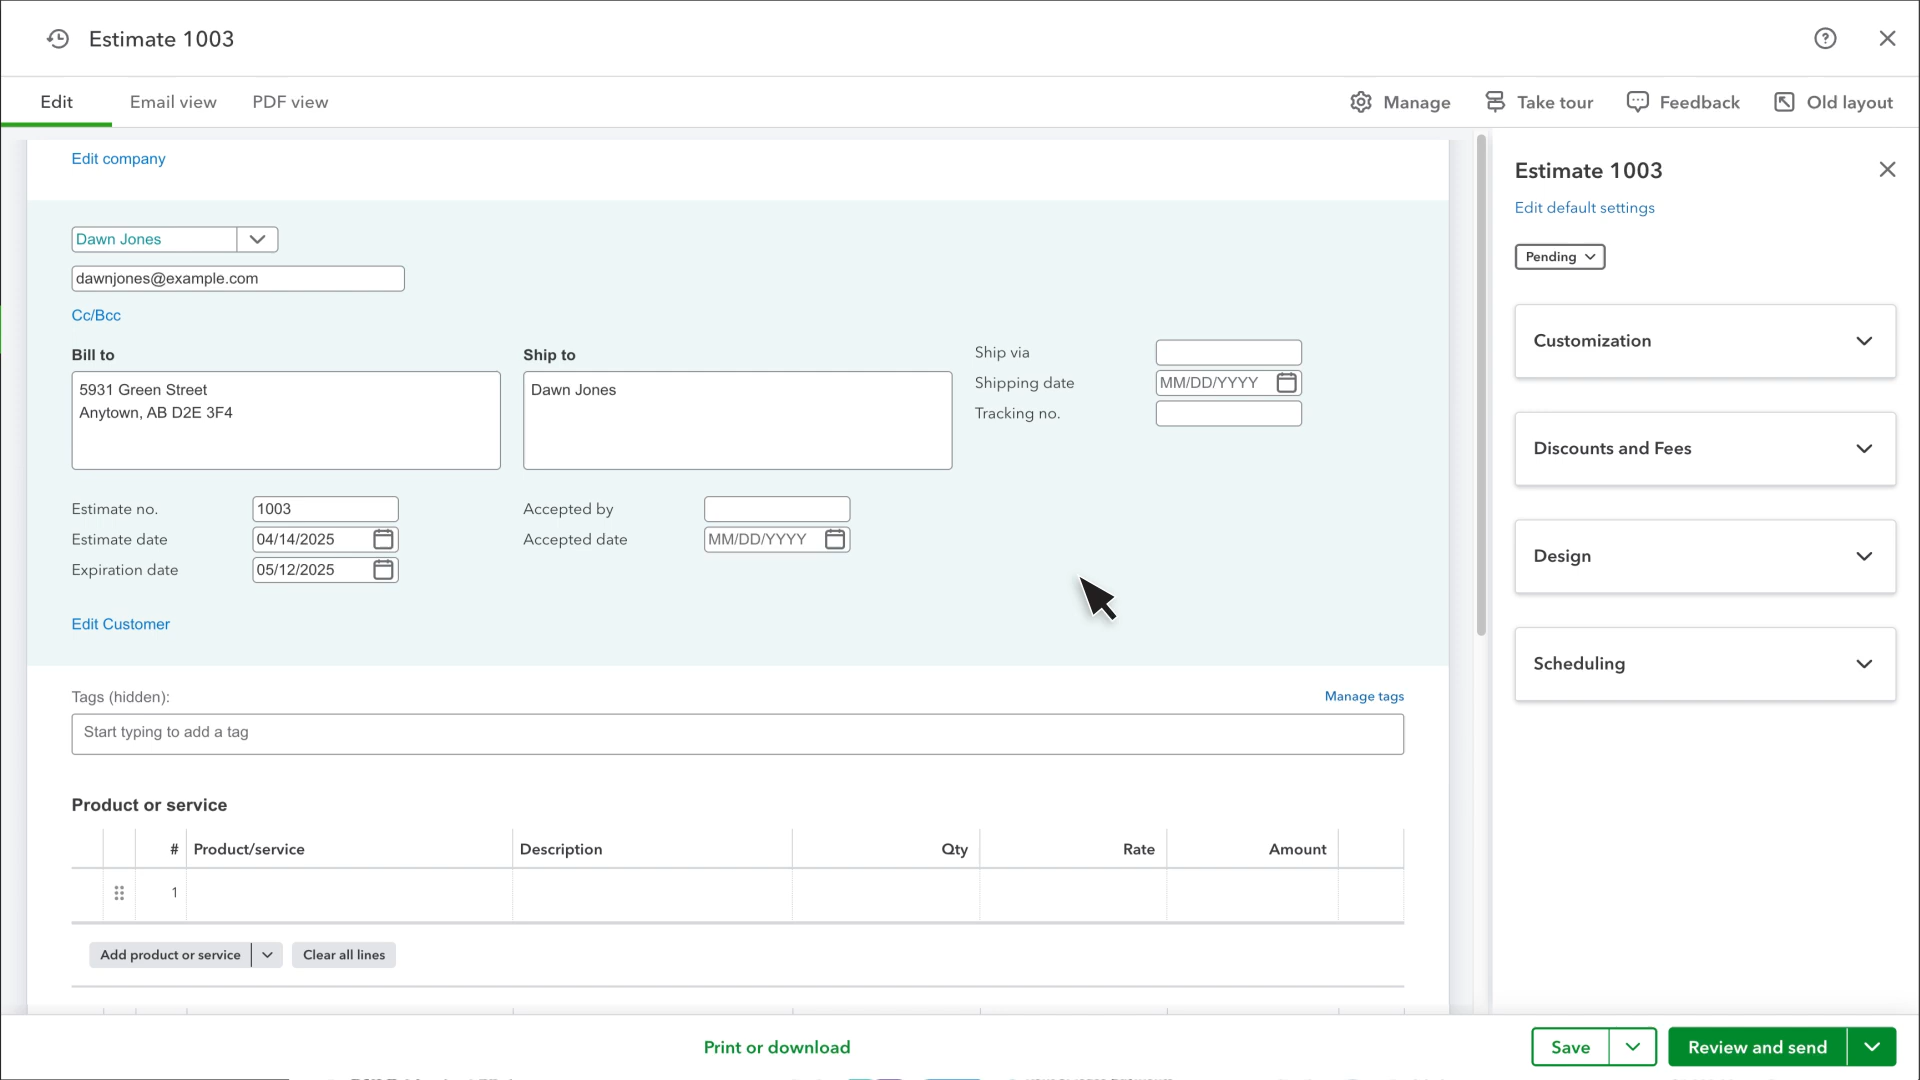 Estimate 1003
Edit
Email view
PDF view
Manage
Take tour
Feedback
Old layout
Edit company
Dawn Jones
dawnjones@example.com
Cc/Bcc
Bill to
5931 Green Street
Anytown, AB D2E 3F4
Ship to
Dawn Jones
Ship via
Shipping date MM/DD/YYYY
Tracking no.
Estimate no. 1003
Estimate date 04/14/2025
Expiration date 05/12/2025
Accepted by
Accepted date MM/DD/YYYY
Edit Customer
Tags (hidden):
Manage tags
Start typing to add a tag
Product or service
# Product/service Description Qty Rate Amount
1
Add product or service
Clear all lines
Estimate 1003
Edit default settings
Pending
Customization
Discounts and Fees
Design
Scheduling
Print or download
Save
Review and send